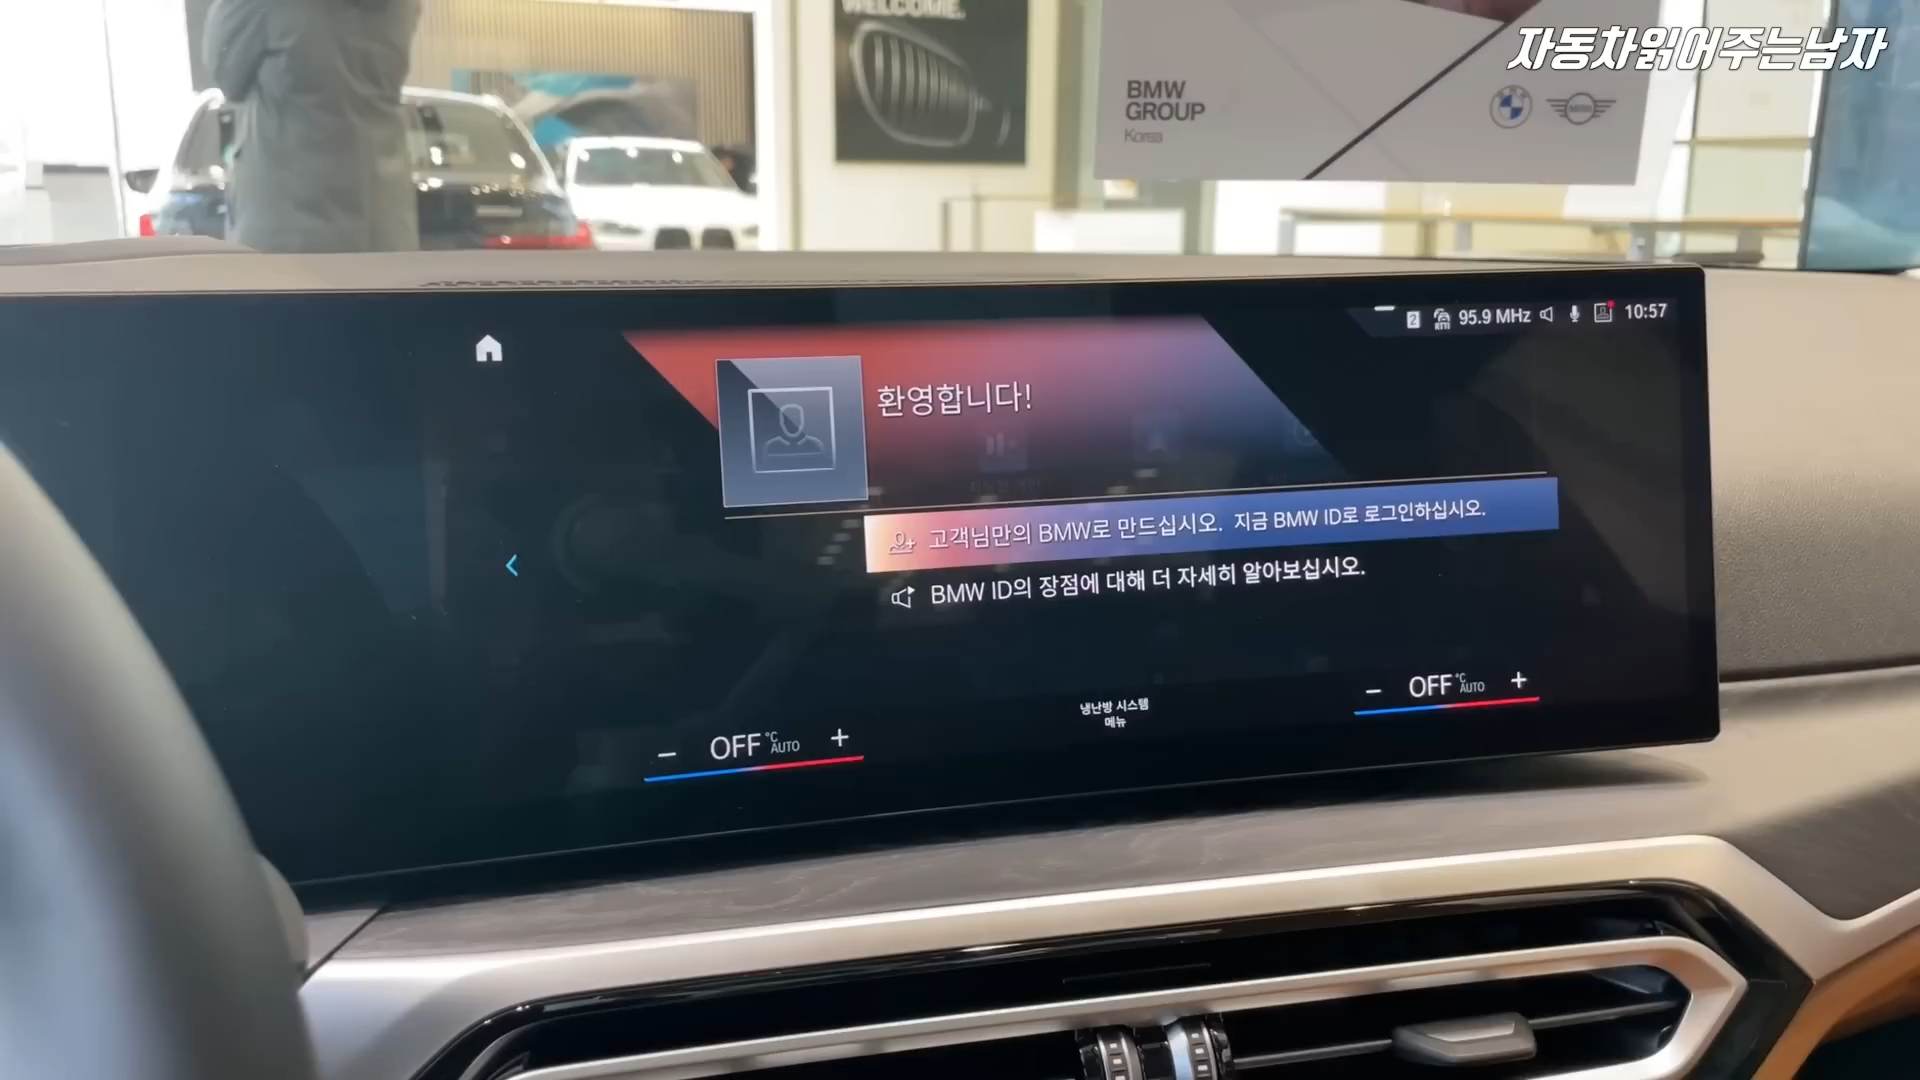 WELCOME.
자동차읽어주는남자
BMW
GROUP
Korea
MINI
2 RTTI 95.9 MHz 10:57
환영합니다!
고객님만의 BMW로 만드십시오. 지금 BMW ID로 로그인하십시오.
BMW ID의 장점에 대해 더 자세히 알아보십시오.
- OFF °C AUTO +
냉난방 시스템
메뉴
- OFF °C AUTO +